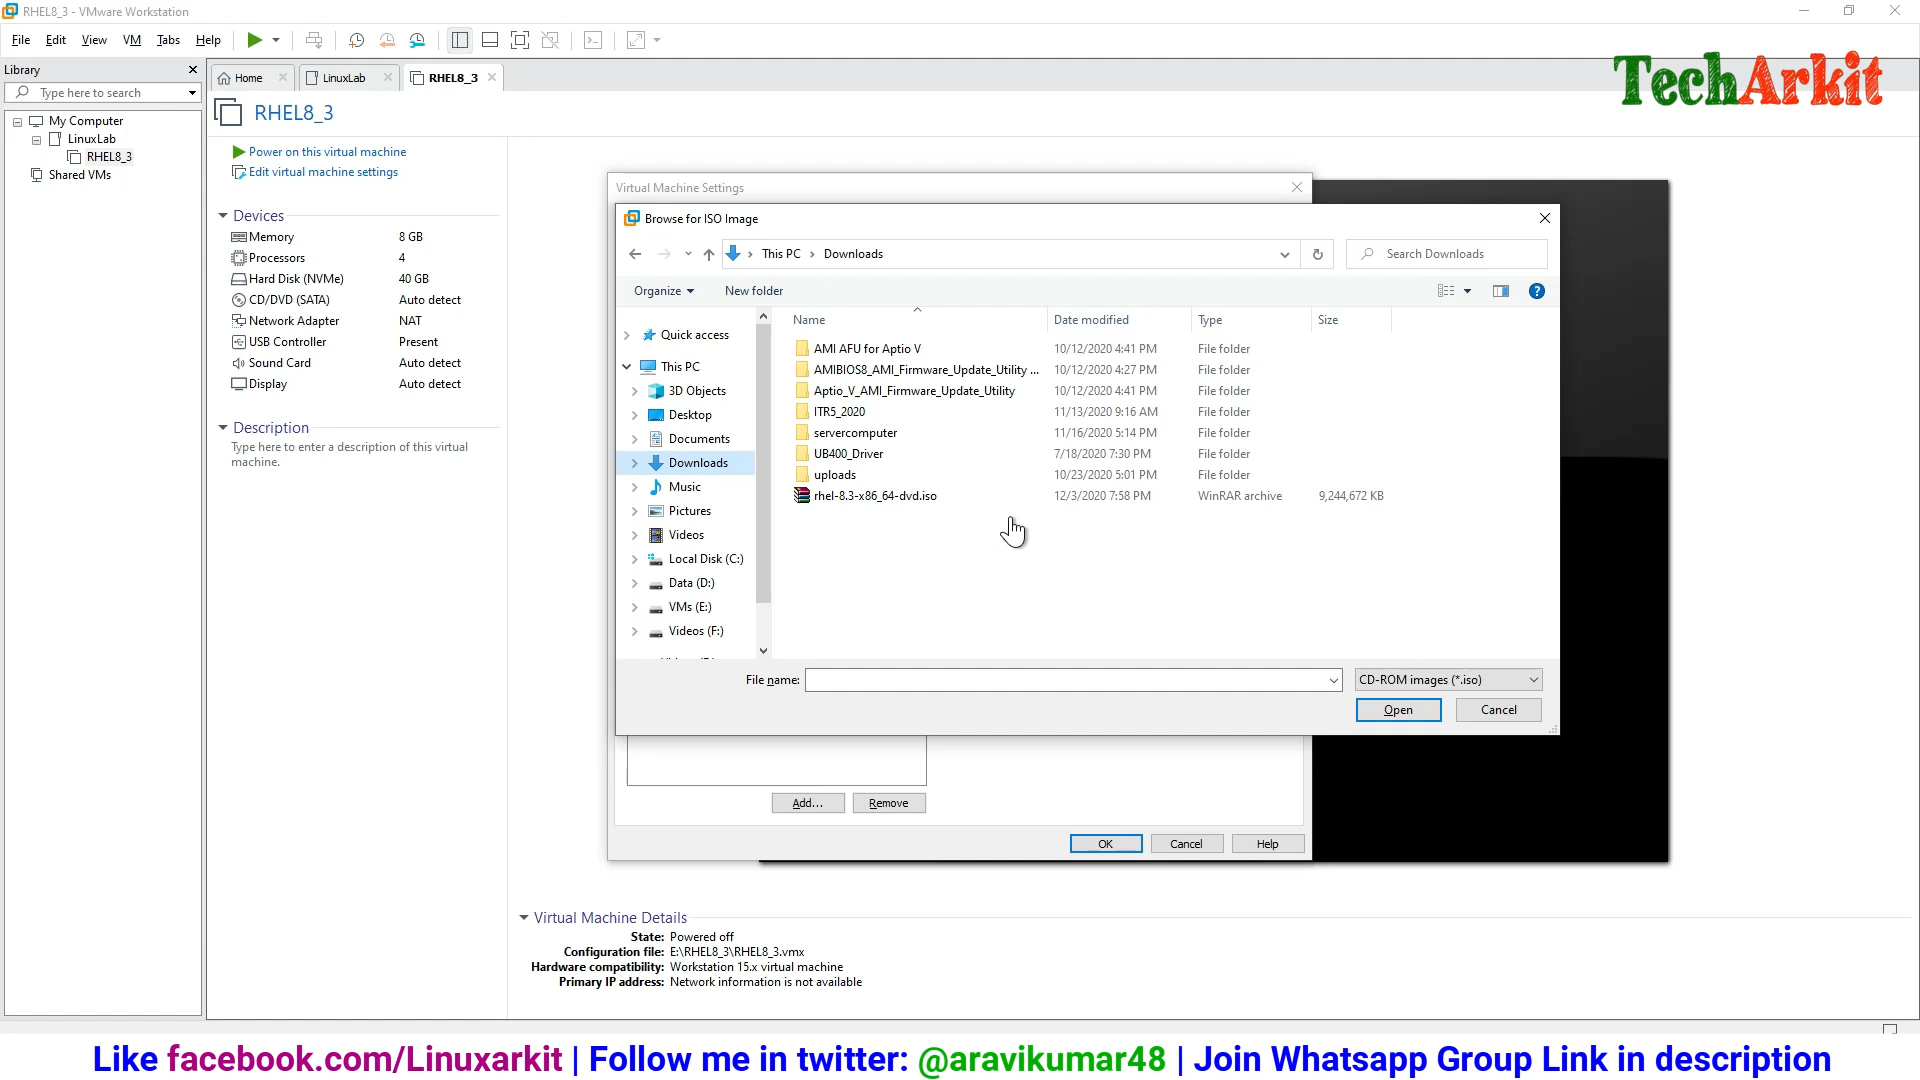 RHEL8_3 - VMware Workstation
File Edit View VM Tabs Help
Library
Type here to search
My Computer
LinuxLab
RHEL8_3
Shared VMs
Home
LinuxLab
RHEL8_3
TechArkit
RHEL8_3
Power on this virtual machine
Edit virtual machine settings
Devices
Memory 8 GB
Processors 4
Hard Disk (NVMe) 40 GB
CD/DVD (SATA) Auto detect
Network Adapter NAT
USB Controller Present
Sound Card Auto detect
Display Auto detect
Description
Type here to enter a description of this virtual
machine.
Virtual Machine Settings
Browse for ISO Image
This PC > Downloads
Search Downloads
Organize New folder
Quick access
This PC
3D Objects
Desktop
Documents
Downloads
Music
Pictures
Videos
Local Disk (C:)
Data (D:)
VMs (E:)
Videos (F:)
Name Date modified Type Size
AMI AFU for Aptio V 10/12/2020 4:41 PM File folder
AMIBIOS8_AMI_Firmware_Update_Utility ... 10/12/2020 4:27 PM File folder
Aptio_V_AMI_Firmware_Update_Utility 10/12/2020 4:41 PM File folder
ITR5_2020 11/13/2020 9:16 AM File folder
servercomputer 11/16/2020 5:14 PM File folder
UB400_Driver 7/18/2020 7:30 PM File folder
uploads 10/23/2020 5:01 PM File folder
rhel-8.3-x86_64-dvd.iso 12/3/2020 7:58 PM WinRAR archive 9,244,672 KB
File name: CD-ROM images (*.iso)
Open Cancel
Add... Remove
OK Cancel Help
Virtual Machine Details
State: Powered off
Configuration file: E:\RHEL8_3\RHEL8_3.vmx
Hardware compatibility: Workstation 15.x virtual machine
Primary IP address: Network information is not available
Like facebook.com/Linuxarkit | Follow me in twitter: @aravikumar48 | Join Whatsapp Group Link in description